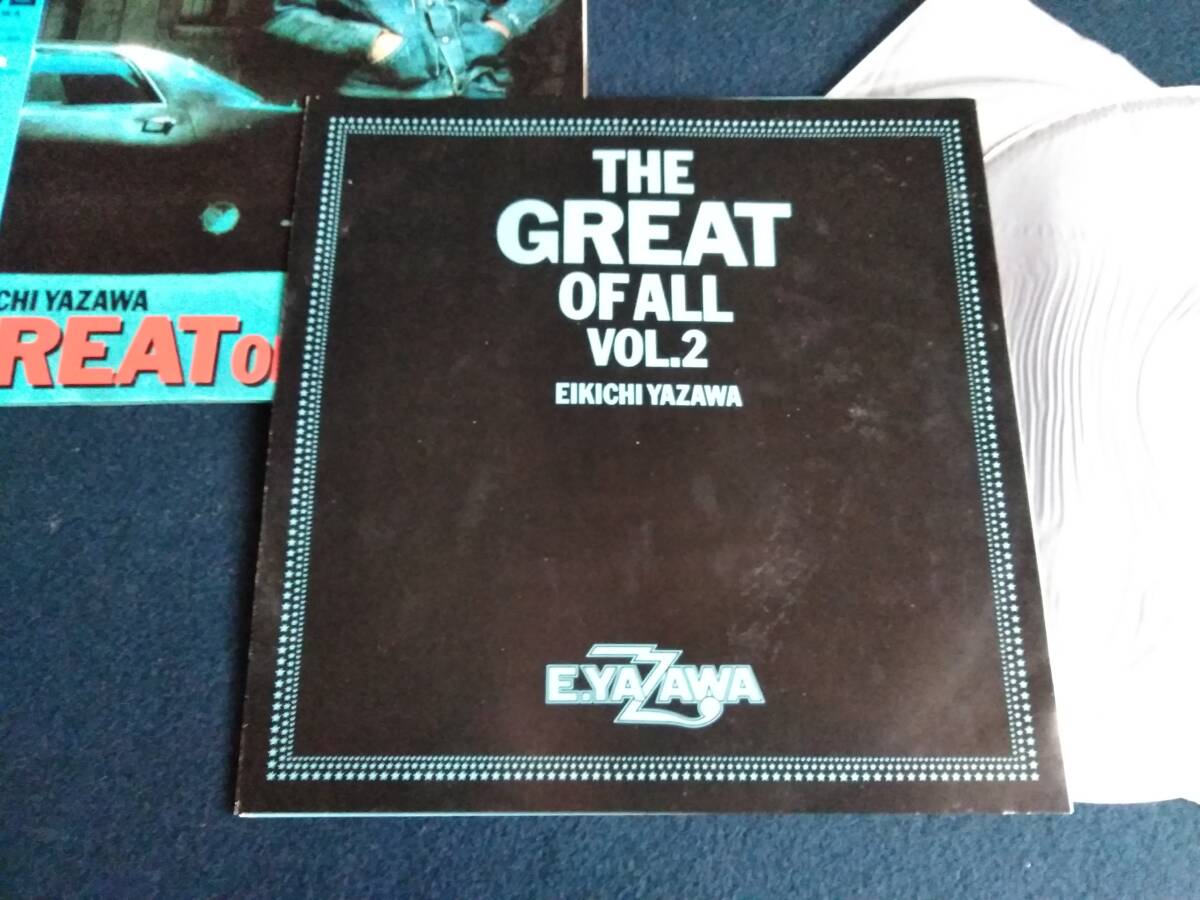 CHI YAZAWA
REAT O
THE
GREAT
OF ALL
VOL.2
EIKICHI YAZAWA
E.YAZAWA